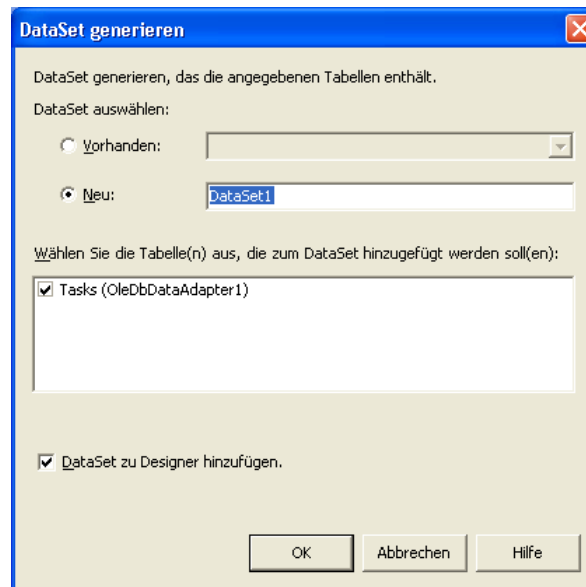 DataSet generieren
DataSet generieren, das die angegebenen Tabellen enthält.
DataSet auswählen:
Vorhanden:
Neu: DataSet1
Wählen Sie die Tabelle(n) aus, die zum DataSet hinzugefügt werden soll(en):
Tasks (OleDbDataAdapter1)
DataSet zu Designer hinzufügen.
OK Abbrechen Hilfe